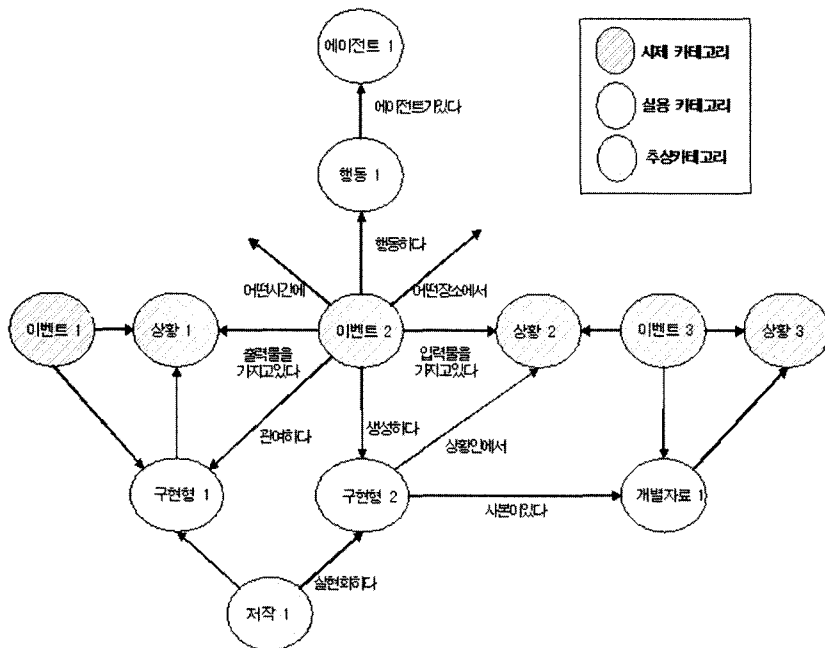 에이전트 1
시제 카테고리
실용 카테고리
추상카테고리
에이전트가있다
행동 1
행동하다
어떤시간에
어떤장소에서
이벤트 1
상황 1
이벤트 2
상황 2
이벤트 3
상황 3
출력물을
가지고있다
입력물을
가지고있다
관여하다
생성하다
상황안에서
구현형 1
구현형 2
사본이있다
개별자료 1
실현화하다
저작 1